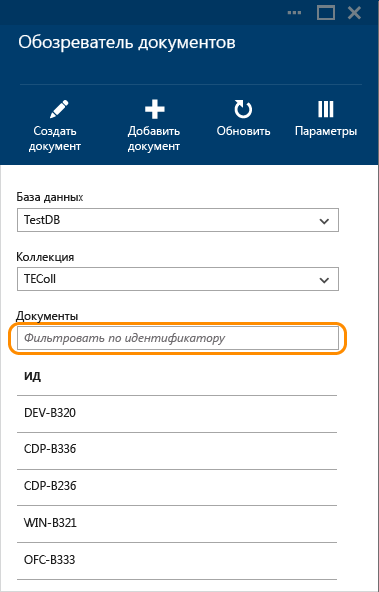 Обозреватель документов
Создать Добавить Обновить Параметры
документ документ
База данных
TestDB
Коллекция
TEColl
Документы
Фильтровать по идентификатору
ИД
DEV-B320
CDP-B336
CDP-B236
WIN-B321
OFC-B333